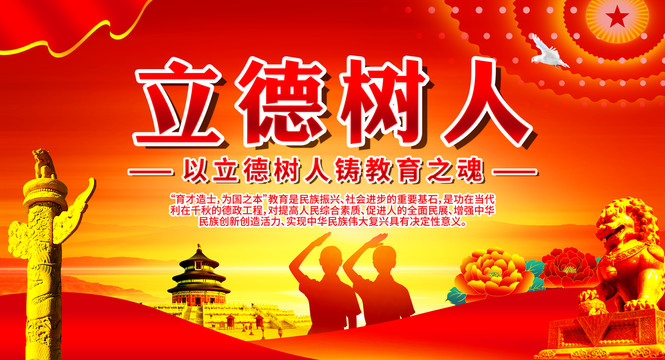 立德树人
以立德树人铸教育之魂
“育才造士，为国之本”教育是民族振兴、社会进步的重要基石，是功在当代
利在千秋的德政工程，对提高人民综合素质、促进人的全面民展、增强中华
民族创新创造活力、实现中华民族伟大复兴具有决定性意义。